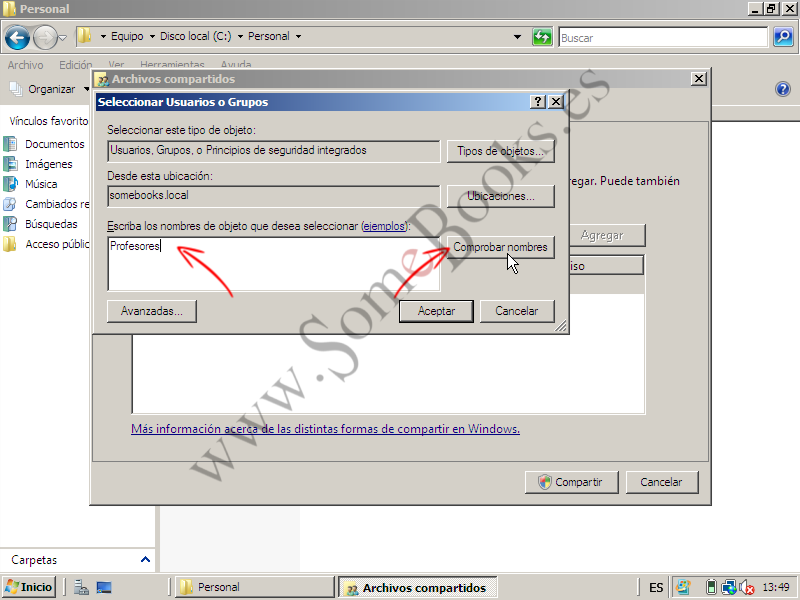 Personal
Equipo
Disco local (C:)
Personal
Buscar
Archivo
Edición
Ver
Herramientas
Ayuda
Organizar
Archivos compartidos
Seleccionar Usuarios o Grupos
Seleccionar este tipo de objeto:
Usuarios, Grupos, o Principios de seguridad integrados
Tipos de objetos...
Desde esta ubicación:
somebooks.local
Ubicaciones...
Escriba los nombres de objeto que desea seleccionar (ejemplos):
Profesores
Comprobar nombres
Avanzadas...
Aceptar
Cancelar
Vínculos favorito
Documentos
Imágenes
Música
Cambiados re
Búsquedas
Acceso públic
regar. Puede también
Agregar
iso
Más información acerca de las distintas formas de compartir en Windows.
Compartir
Cancelar
www.SomeBooks.es
Carpetas
Inicio
Personal
Archivos compartidos
ES
13:49